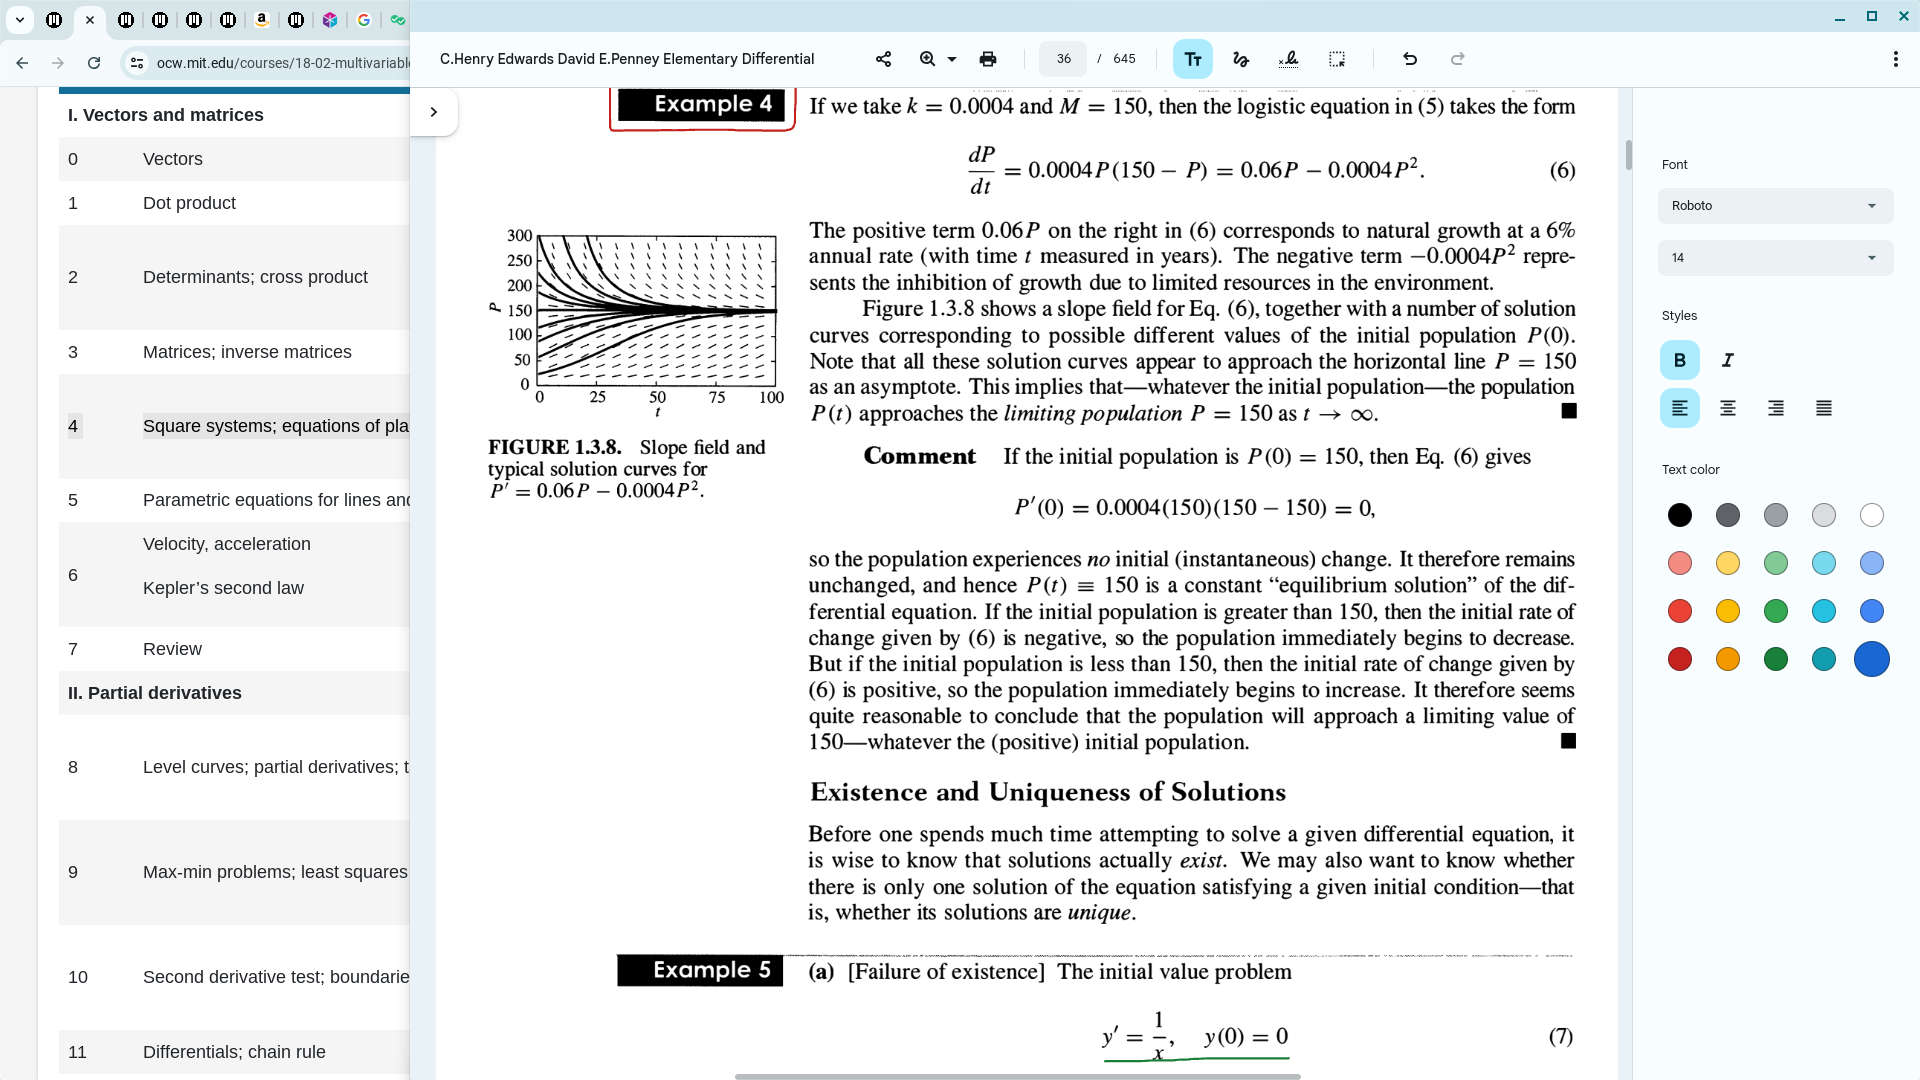 ocw.mit.edu/courses/18-02-multivariabl
I. Vectors and matrices
0 Vectors
1 Dot product
2 Determinants; cross product
3 Matrices; inverse matrices
4 Square systems; equations of pla
5 Parametric equations for lines and
6 Velocity, acceleration
Kepler's second law
7 Review
II. Partial derivatives
8 Level curves; partial derivatives; t
9 Max-min problems; least squares
10 Second derivative test; boundarie
11 Differentials; chain rule
C.Henry Edwards David E.Penney Elementary Differential
36 / 645
Example 4 If we take k = 0.0004 and M = 150, then the logistic equation in (5) takes the form
dP/dt = 0.0004P(150 − P) = 0.06P − 0.0004P². (6)
The positive term 0.06P on the right in (6) corresponds to natural growth at a 6%
annual rate (with time t measured in years). The negative term −0.0004P² repre-
sents the inhibition of growth due to limited resources in the environment.
Figure 1.3.8 shows a slope field for Eq. (6), together with a number of solution
curves corresponding to possible different values of the initial population P(0).
Note that all these solution curves appear to approach the horizontal line P = 150
as an asymptote. This implies that—whatever the initial population—the population
P(t) approaches the limiting population P = 150 as t → ∞.
300
250
200
150
100
50
0
P
0 25 50 75 100
t
FIGURE 1.3.8. Slope field and
typical solution curves for
P′ = 0.06P − 0.0004P².
Comment If the initial population is P(0) = 150, then Eq. (6) gives
P′(0) = 0.0004(150)(150 − 150) = 0,
so the population experiences no initial (instantaneous) change. It therefore remains
unchanged, and hence P(t) ≡ 150 is a constant “equilibrium solution” of the dif-
ferential equation. If the initial population is greater than 150, then the initial rate of
change given by (6) is negative, so the population immediately begins to decrease.
But if the initial population is less than 150, then the initial rate of change given by
(6) is positive, so the population immediately begins to increase. It therefore seems
quite reasonable to conclude that the population will approach a limiting value of
150—whatever the (positive) initial population.
Existence and Uniqueness of Solutions
Before one spends much time attempting to solve a given differential equation, it
is wise to know that solutions actually exist. We may also want to know whether
there is only one solution of the equation satisfying a given initial condition—that
is, whether its solutions are unique.
Example 5 (a) [Failure of existence] The initial value problem
y′ = 1/x, y(0) = 0 (7)
Font
Roboto
14
Styles
B I
Text color